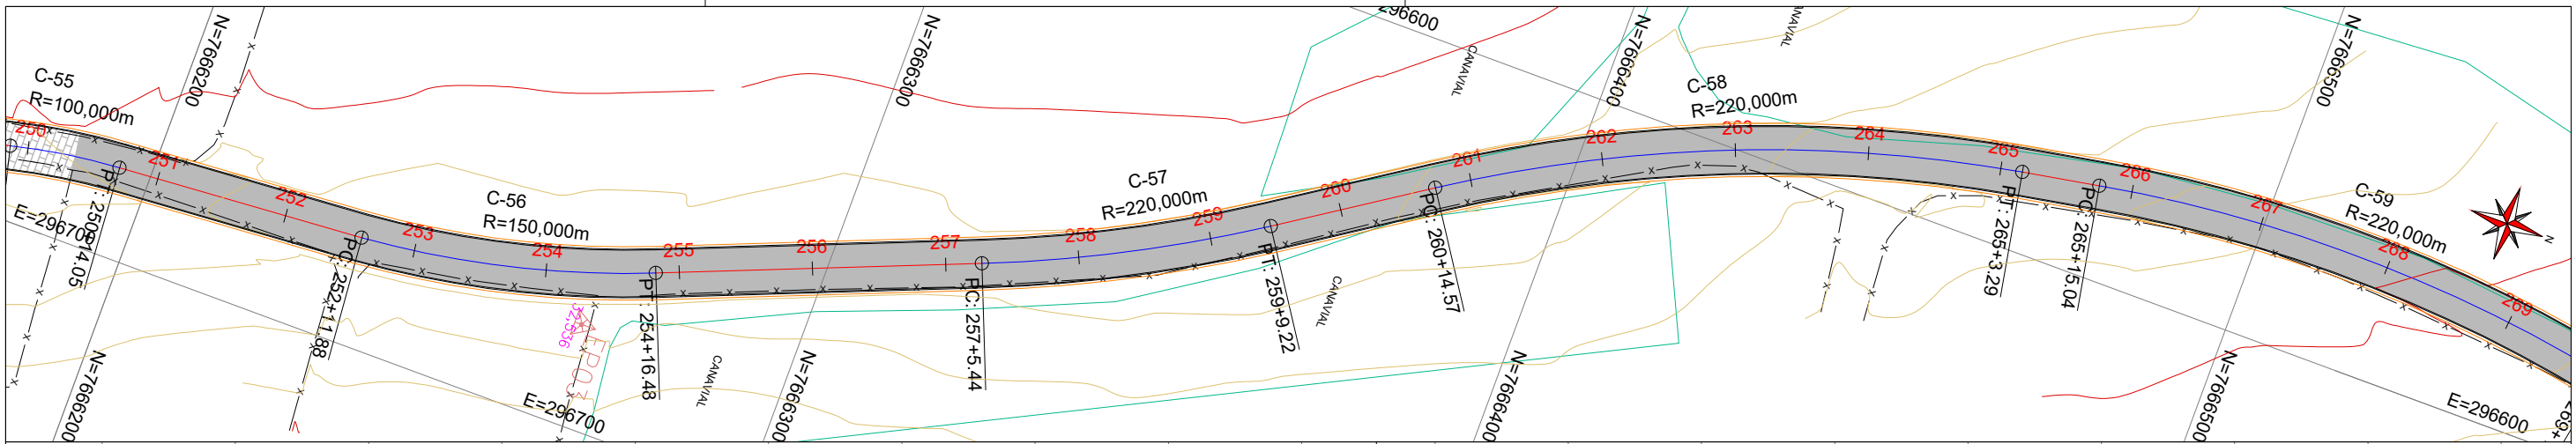 C-55
R=100,000m
N=7666200
N=7666300
296600
CANAVIAL
N=7666400
CANAVIAL
C-58
R=220,000m
N=7666500
250
251
252
253
254
255
256
257
258
259
260
261
262
263
264
265
266
267
268
269
C-56
R=150,000m
C-57
R=220,000m
C-59
R=220,000m
N
E=296700
PC: 252+11.88
PT: 254+16.48
PC: 257+5.44
PT: 259+9.22
PC: 260+14.57
PT: 265+3.29
PC: 265+15.04
CANAVIAL
CANAVIAL
N=7666200
E=296700
N=7666300
N=7666400
N=7666500
E=296600